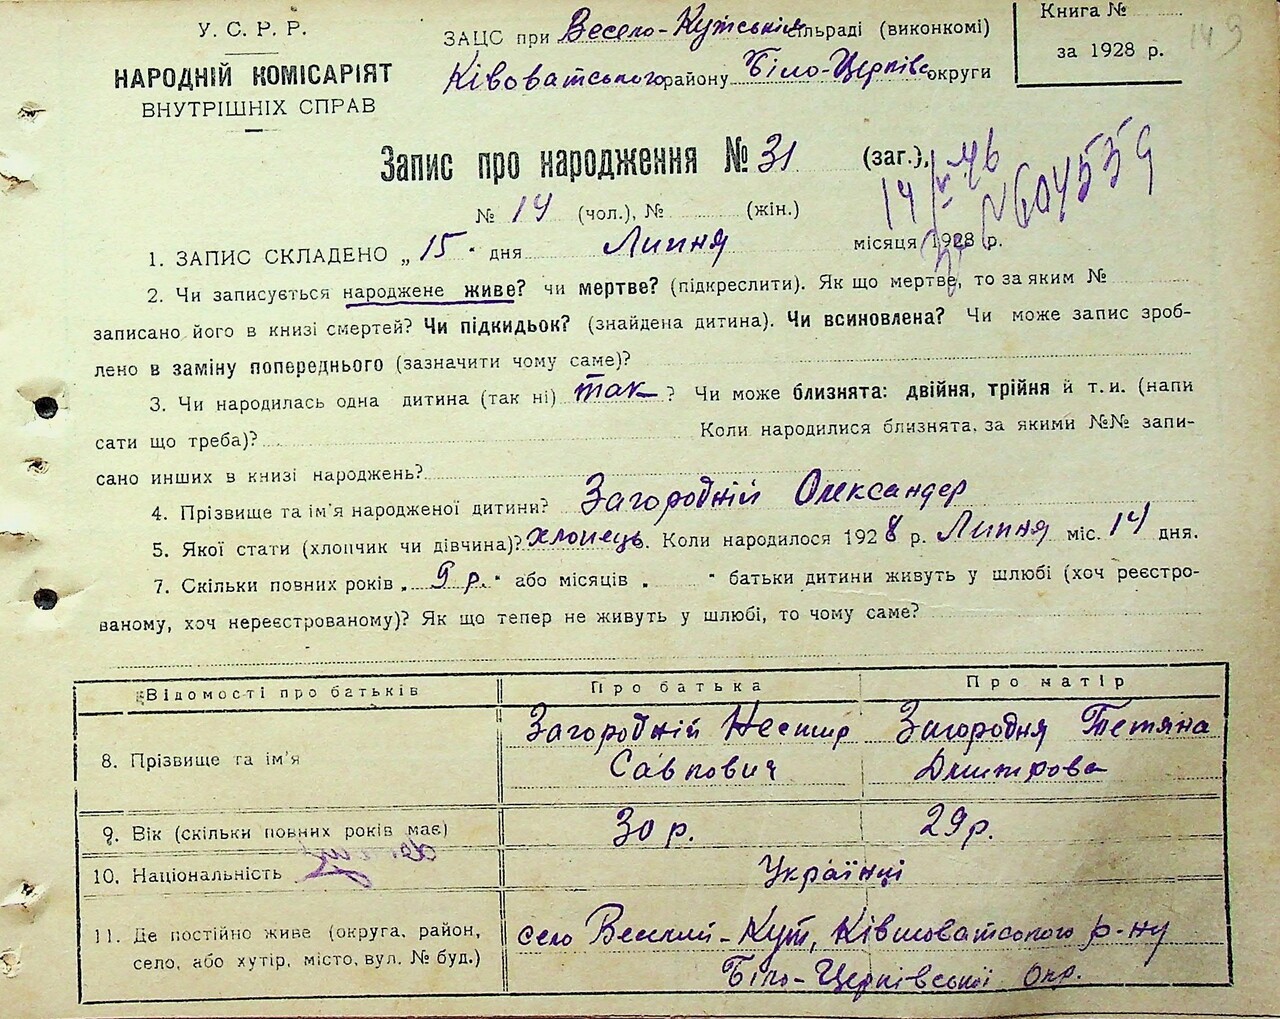 У. С. Р. Р.
НАРОДНІЙ КОМІСАРІЯТ
ВНУТРІШНІХ СПРАВ
ЗАЦС при Весело-Кутській сільраді (виконкомі)
Ківоватського району Біло-Церківс округи
Книга №
за 1928 р.
149
Запис про народження № 31 (заг.),
№ 14 (чол.), № (жін.)
14/V-46
№604559
1. ЗАПИС СКЛАДЕНО „ 15 " дня Липня місяця 1928 р.
2. Чи записується народжене живе? чи мертве? (підкреслити). Як що мертве, то за яким №
записано його в книзі смертей? Чи підкидьок? (знайдена дитина). Чи всиновлена? Чи може запис зроб-
лено в заміну попереднього (зазначити чому саме)?
3. Чи народилась одна дитина (так ні) так ? Чи може близнята: двійня, трійня й т. и. (напи
сати що треба)? Коли народилися близнята, за якими №№ запи-
сано инших в книзі народжень?
4. Прізвище та ім'я народженої дитини? Загородній Олександер
5. Якої стати (хлопчик чи дівчина)? хлопець 6. Коли народилося 1928 р. Липня міс. 14 дня.
7. Скільки повних років „ 9 р. " або місяців „ " батьки дитини живуть у шлюбі (хоч реєстро-
ваному, хоч нереєстрованому)? Як що тепер не живуть у шлюбі, то чому саме?
Відомості про батьків Про батька Про матір
8. Прізвище та ім'я Загородній Нестир Загородня Тетяна
Савпович Дмитрова
9. Вік (скільки повних років має) 30 р. 29 р.
10. Національність Українці
11. Де постійно живе (округа, район, село Веселий-Кут, Ківшоватського р-ну
село, або хутір, місто, вул. № буд.) Біло-Церківської Окр.